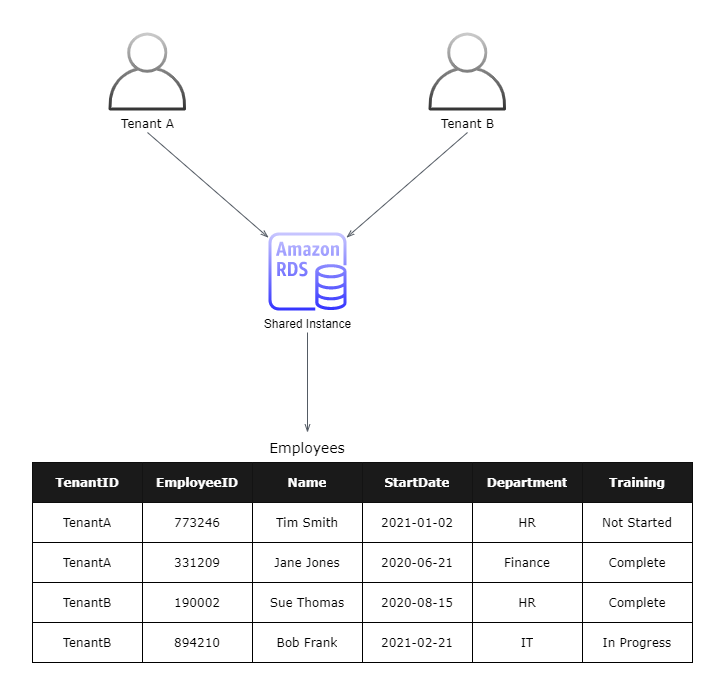 Tenant A
Tenant B
Amazon
RDS
Shared Instance
Employees
TenantID EmployeeID Name StartDate Department Training
TenantA 773246 Tim Smith 2021-01-02 HR Not Started
TenantA 331209 Jane Jones 2020-06-21 Finance Complete
TenantB 190002 Sue Thomas 2020-08-15 HR Complete
TenantB 894210 Bob Frank 2021-02-21 IT In Progress